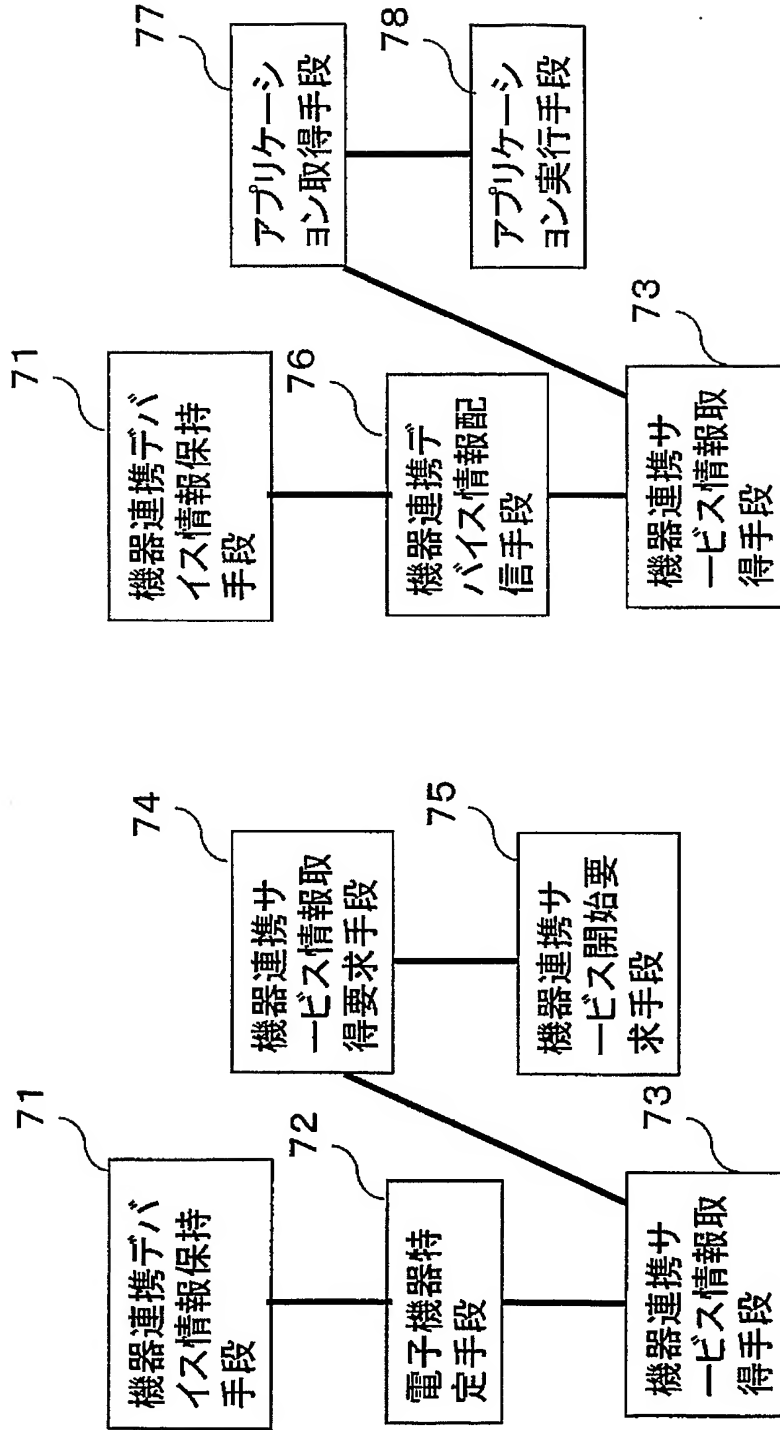 71
機器連携デバ
イス情報保持
手段
72
電子機器特
定手段
73
機器連携サ
ービス情報取
得手段
74
機器連携サ
ービス情報取
得要求手段
75
機器連携サ
ービス開始要
求手段
71
機器連携デバ
イス情報保持
手段
76
機器連携デ
バイス情報配
信手段
73
機器連携サ
ービス情報取
得手段
77
アプリケーシ
ョン取得手段
78
アプリケーシ
ョン実行手段